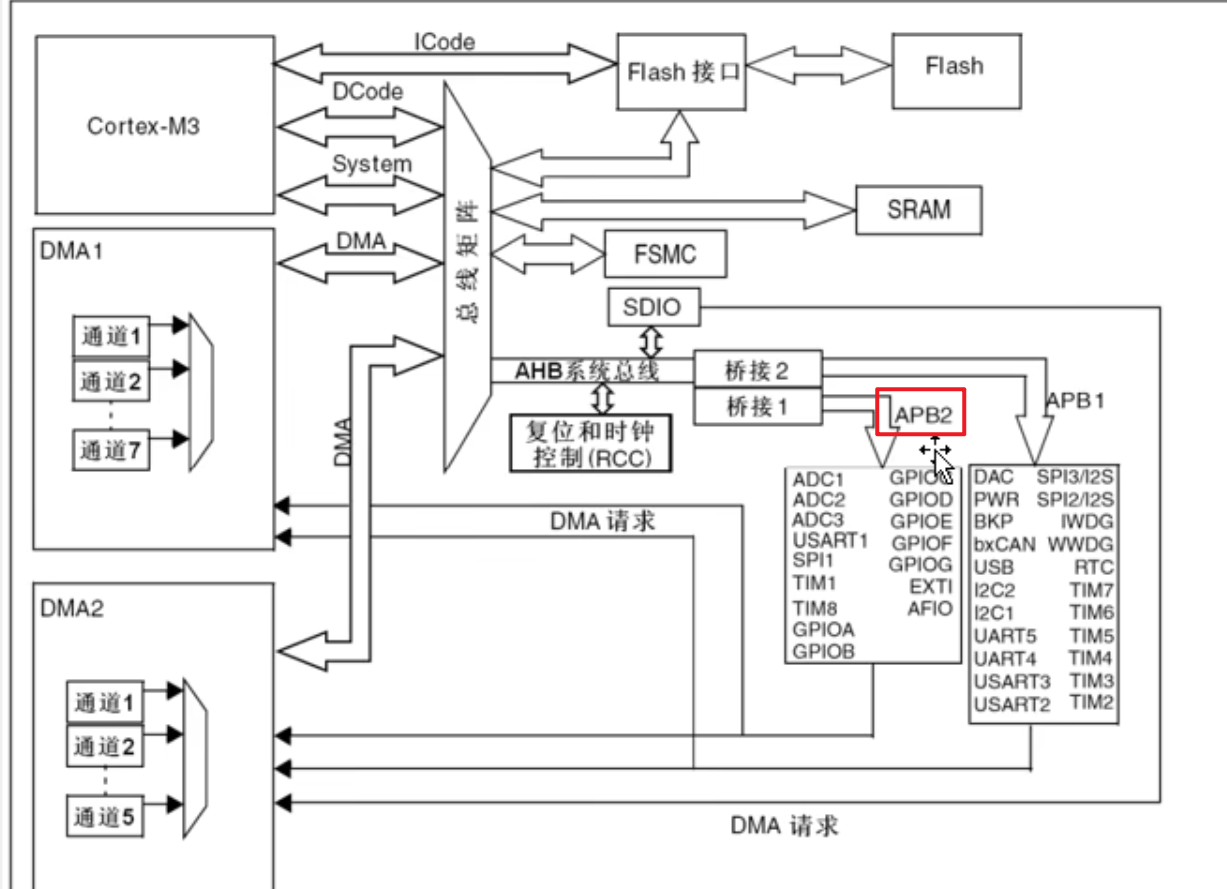 ICode
Flash 接口
Flash
Cortex-M3
DCode
System
DMA1
DMA
总线矩阵
SRAM
FSMC
SDIO
通道1
通道2
通道7
AHB系统总线
桥接2
桥接1
APB2
APB1
复位和时钟
控制(RCC)
DMA
DMA 请求
ADC1
ADC2
ADC3
USART1
SPI1
TIM1
TIM8
GPIOA
GPIOB
GPIOD
GPIOE
GPIOF
GPIOG
EXTI
AFIO
DAC SPI3/I2S
PWR SPI2/I2S
BKP IWDG
bxCAN WWDG
USB RTC
I2C2 TIM7
I2C1 TIM6
UART5 TIM5
UART4 TIM4
USART3 TIM3
USART2 TIM2
DMA2
通道1
通道2
通道5
DMA 请求